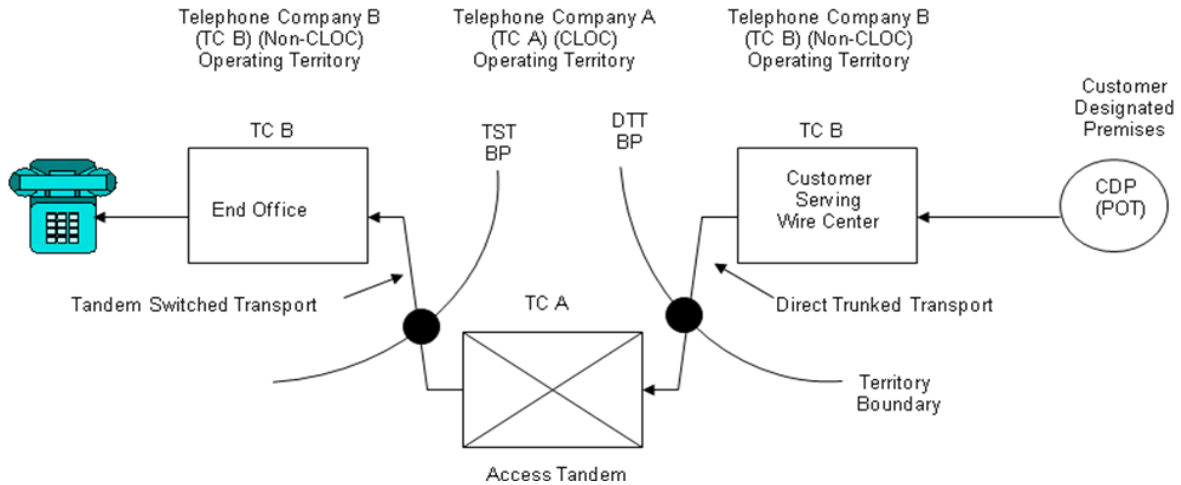 Telephone Company B
(TC B) (Non-CLOC)
Operating Territory
Telephone Company A
(TC A) (CLOC)
Operating Territory
Telephone Company B
(TC B) (Non-CLOC)
Operating Territory
Customer
Designated
Premises
TC B
TST
BP
DTT
BP
TC B
End Office
Customer
Serving
Wire Center
CDP
(POT)
Tandem Switched Transport
TC A
Direct Trunked Transport
Territory
Boundary
Access Tandem